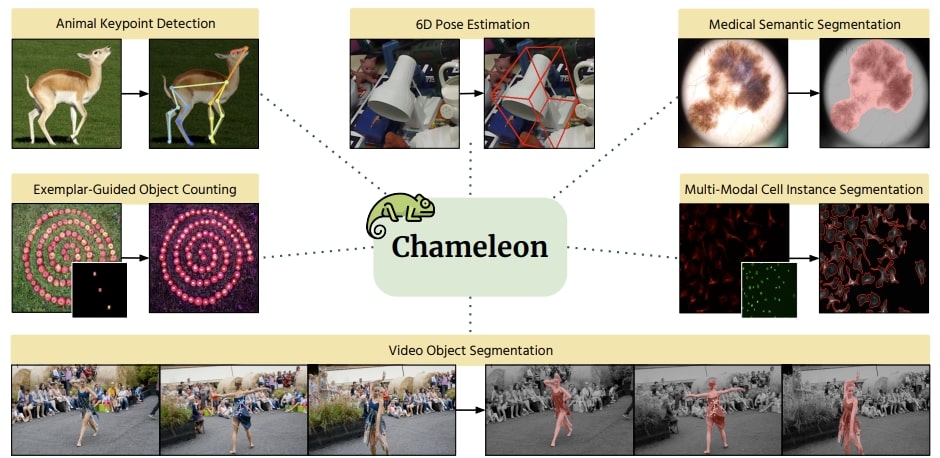 Animal Keypoint Detection
6D Pose Estimation
Medical Semantic Segmentation
Exemplar-Guided Object Counting
Multi-Modal Cell Instance Segmentation
Chameleon
Video Object Segmentation